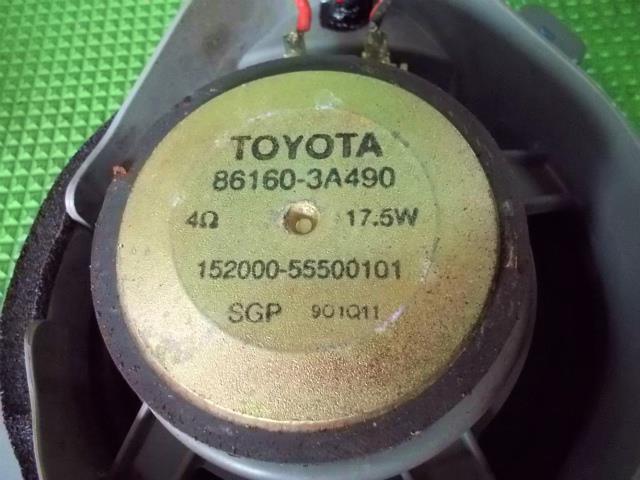 TOYOTA
86160-3A490
4Ω 17.5W
152000-55500101
SGP 901Q11